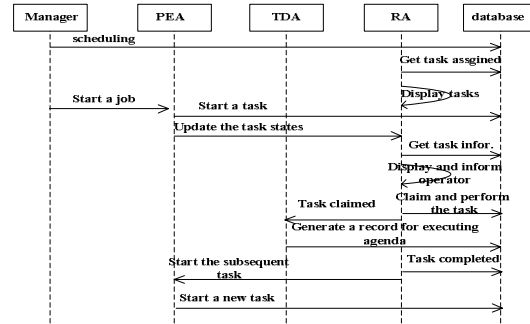 Manager PEA TDA RA database
scheduling
Get task assgined
Display tasks
Start a job
Start a task
Update the task states
Get task infor.
Display and inform
operator
Claim and perform
the task
Task claimed
Generate a record for executing
agenda
Start the subsequent
task
Task completed
Start a new task